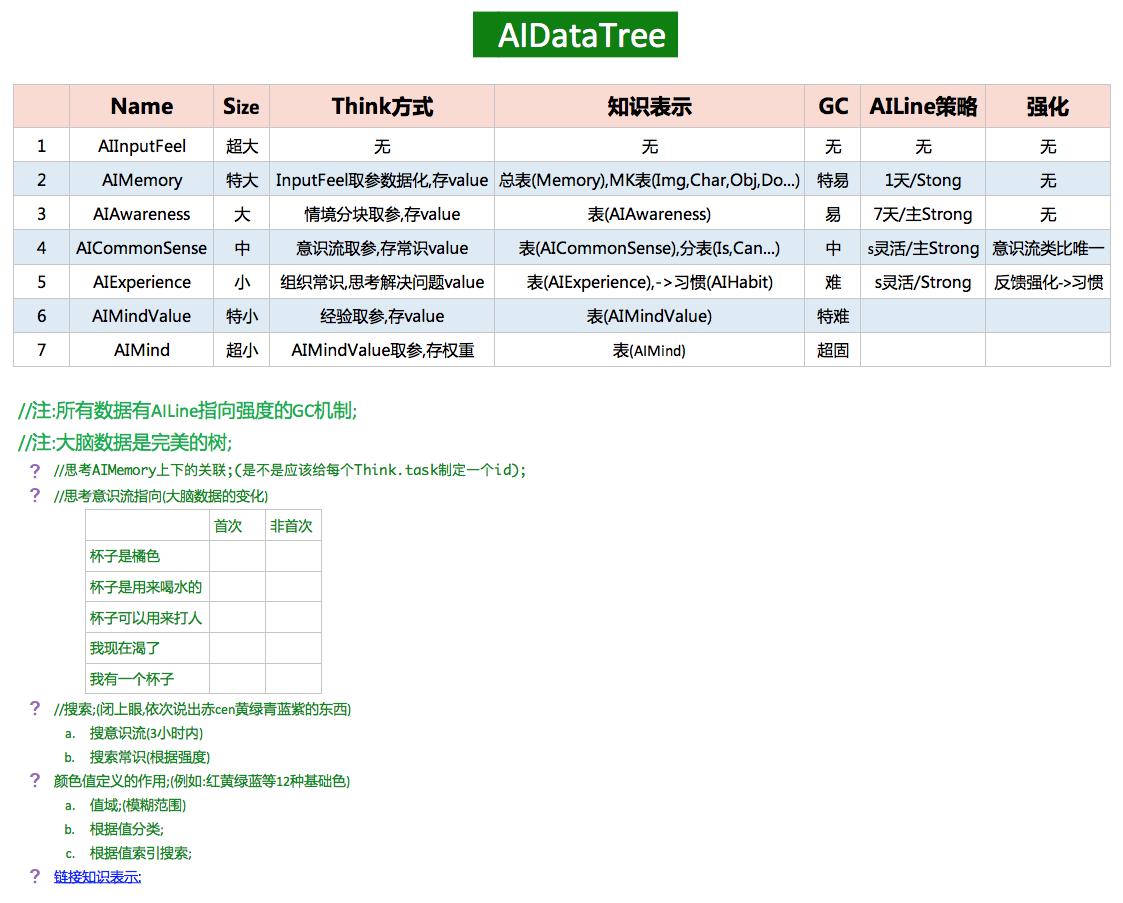 AIDataTree
Name Size Think方式 知识表示 GC AILine策略 强化
1 AIInputFeel 超大 无 无 无 无 无
2 AIMemory 特大 InputFeel取参数据化,存value 总表(Memory),MK表(Img,Char,Obj,Do...) 特易 1天/Stong 无
3 AIAwareness 大 情境分块取参,存value 表(AIAwareness) 易 7天/主Strong 无
4 AICommonSense 中 意识流取参,存常识value 表(AICommonSense),分表(Is,Can...) 中 s灵活/主Strong 意识流类比唯一
5 AIExperience 小 组织常识,思考解决问题value 表(AIExperience),->习惯(AIHabit) 难 s灵活/Strong 反馈强化->习惯
6 AIMindValue 特小 经验取参,存value 表(AIMindValue) 特难
7 AIMind 超小 AIMindValue取参,存权重 表(AIMind) 超固
//注:所有数据有AILine指向强度的GC机制;
//注:大脑数据是完美的树;
? //思考AIMemory上下的关联;(是不是应该给每个Think.task制定一个id);
? //思考意识流指向(大脑数据的变化)
首次 非首次
杯子是橘色
杯子是用来喝水的
杯子可以用来打人
我现在渴了
我有一个杯子
? //搜索;(闭上眼,依次说出赤cen黄绿青蓝紫的东西)
a. 搜意识流(3小时内)
b. 搜索常识(根据强度)
? 颜色值定义的作用;(例如:红黄绿蓝等12种基础色)
a. 值域;(模糊范围)
b. 根据值分类;
c. 根据值索引搜索;
? 链接知识表示;